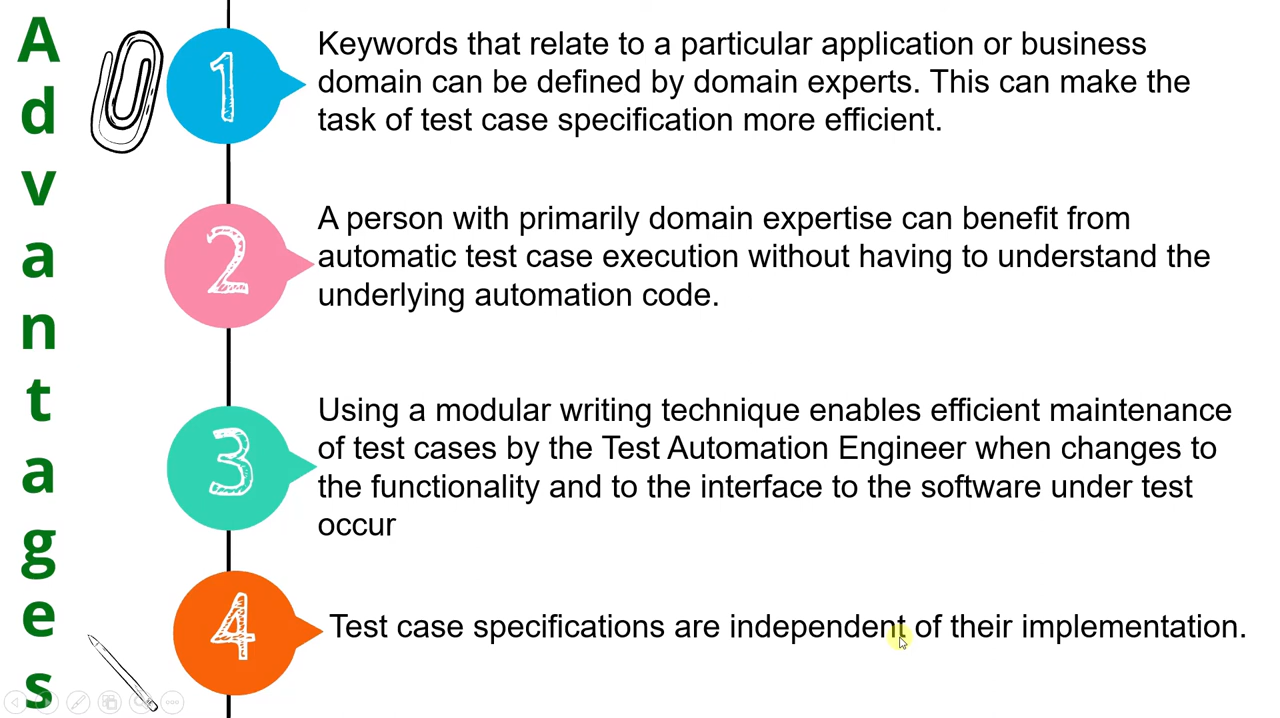 Advantages
1
Keywords that relate to a particular application or business
domain can be defined by domain experts. This can make the
task of test case specification more efficient.
2
A person with primarily domain expertise can benefit from
automatic test case execution without having to understand the
underlying automation code.
3
Using a modular writing technique enables efficient maintenance
of test cases by the Test Automation Engineer when changes to
the functionality and to the interface to the software under test
occur
4
Test case specifications are independent of their implementation.